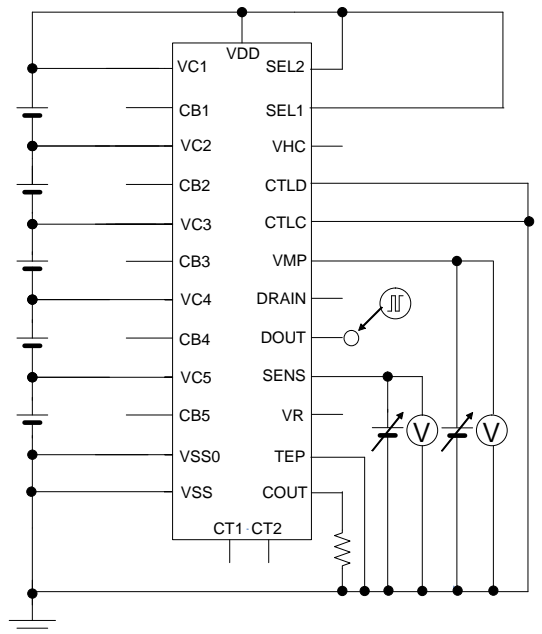 VDD
VC1
SEL2
CB1
SEL1
VC2
VHC
CB2
CTLD
VC3
CTLC
CB3
VMP
VC4
DRAIN
CB4
DOUT
VC5
SENS
CB5
VR
V
V
VSS0
TEP
VSS
COUT
CT1 CT2